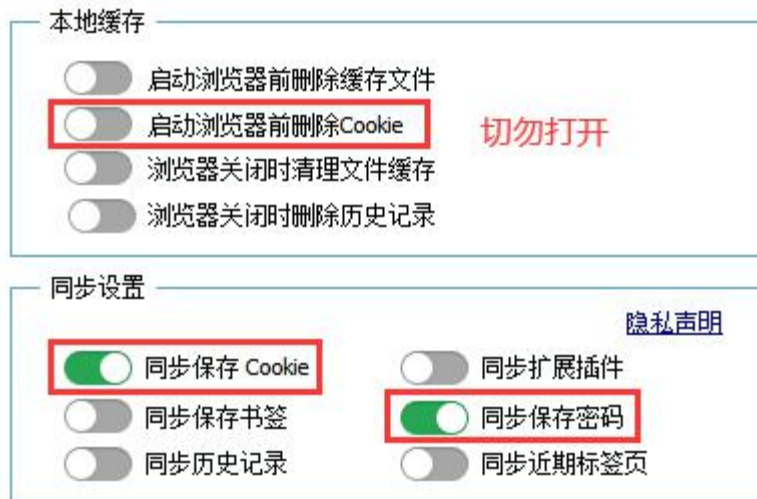 本地缓存
启动浏览器前删除缓存文件
启动浏览器前删除Cookie
切勿打开
浏览器关闭时清理文件缓存
浏览器关闭时删除历史记录
同步设置
隐私声明
同步保存 Cookie
同步扩展插件
同步保存书签
同步保存密码
同步历史记录
同步近期标签页